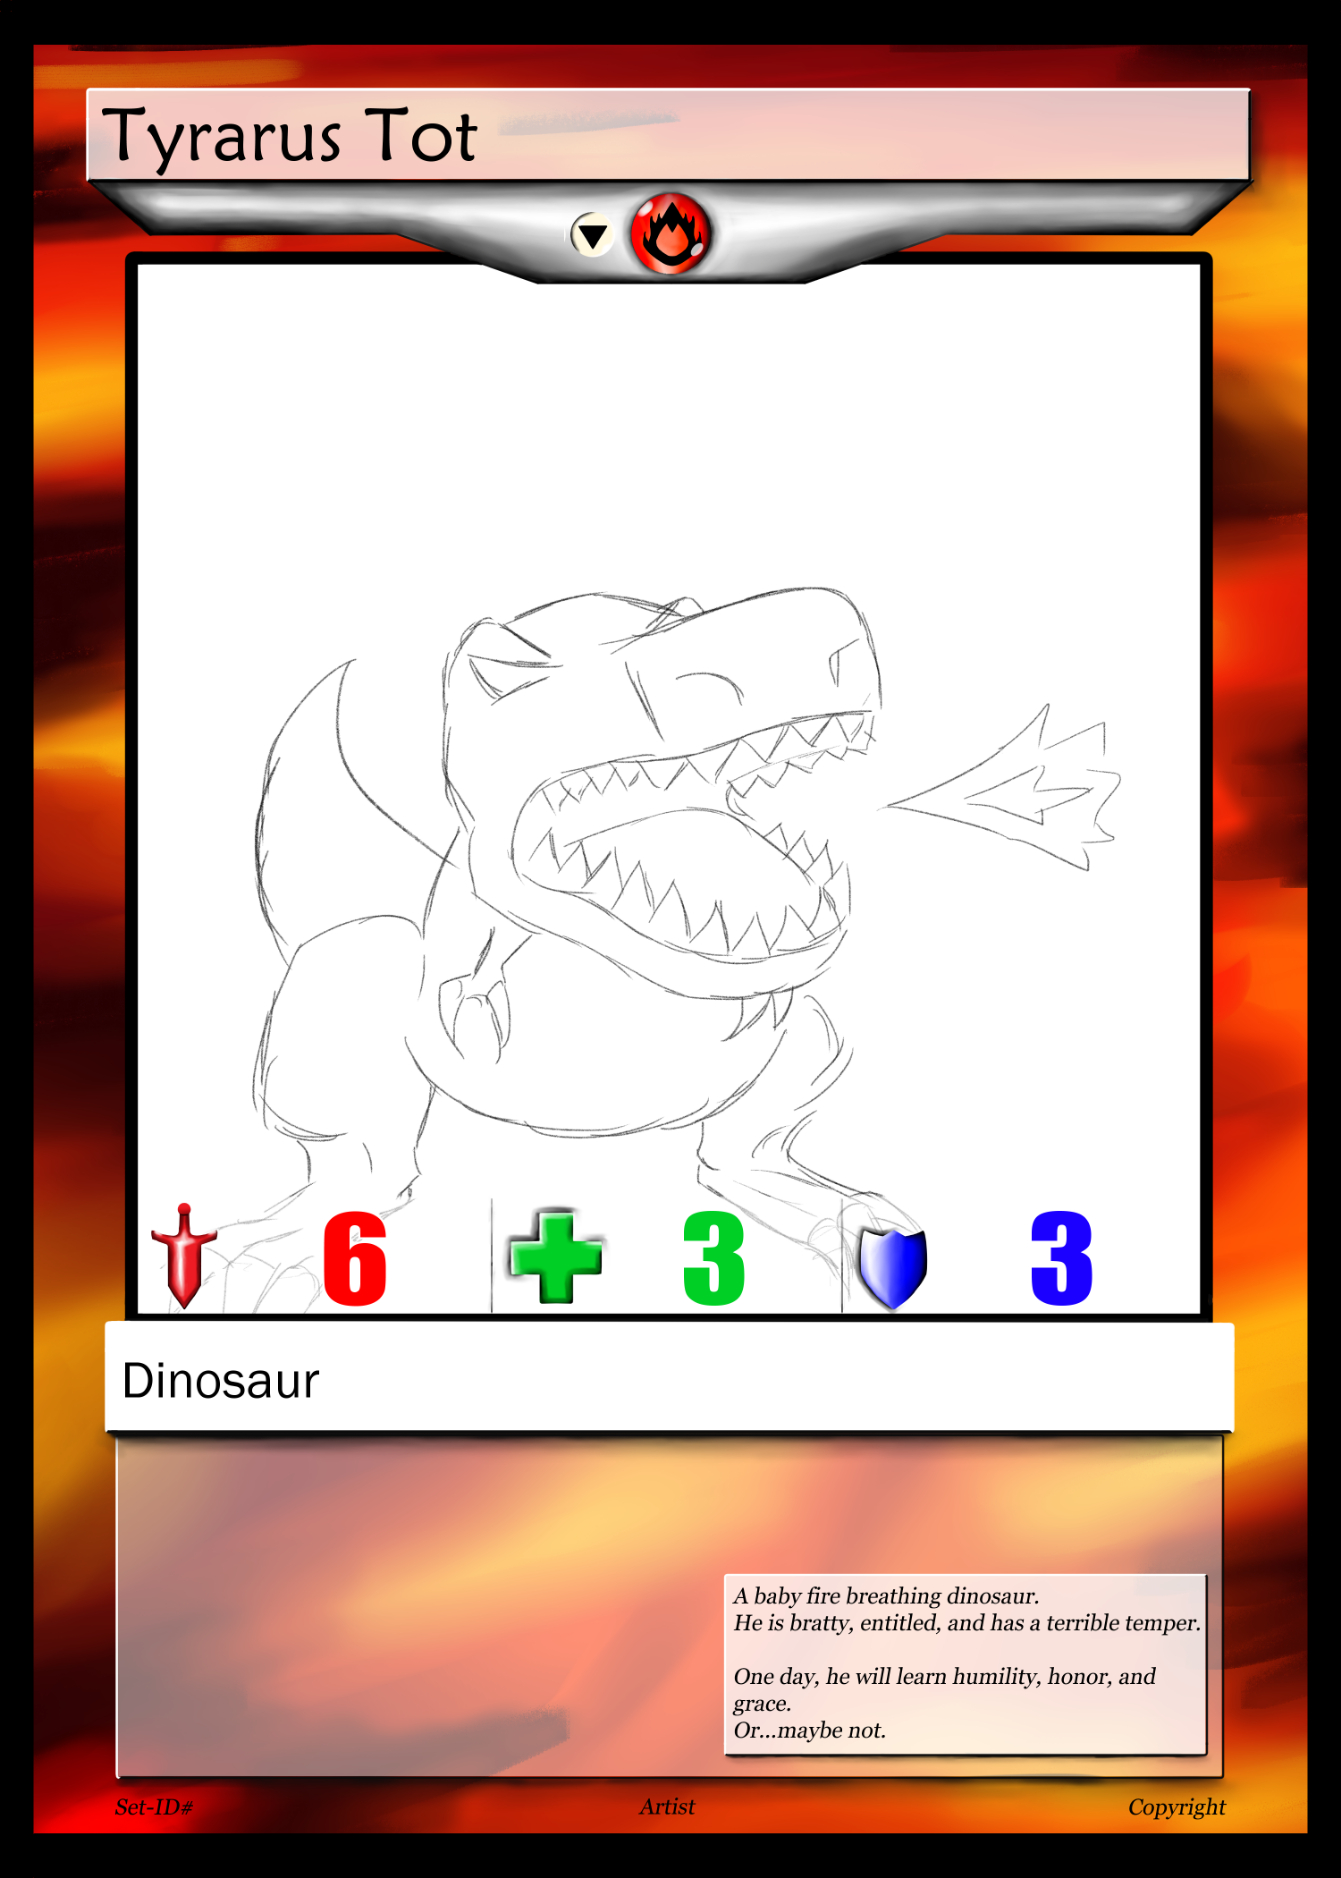 Tyrarus Tot
6 3 3
Dinosaur
A baby fire breathing dinosaur.
He is bratty, entitled, and has a terrible temper.
One day, he will learn humility, honor, and
grace.
Or...maybe not.
Set-ID# Artist Copyright